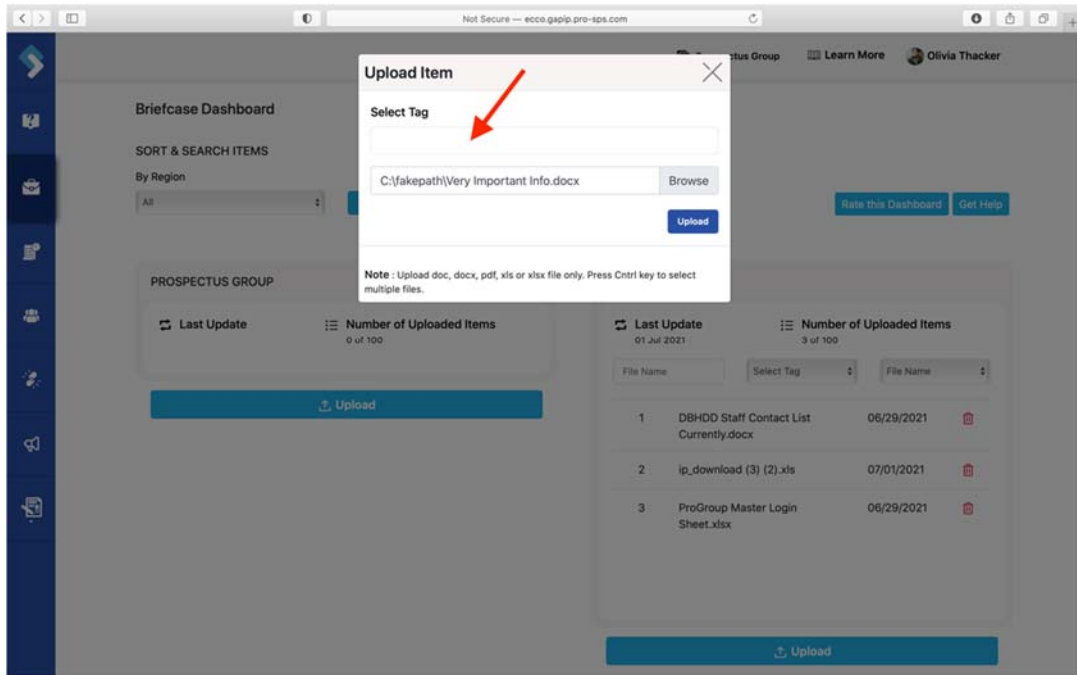 Not Secure — ecco.gapip.pro-sps.com
ctus Group
Learn More
Olivia Thacker
Upload Item
Briefcase Dashboard
Select Tag
SORT & SEARCH ITEMS
By Region
C:\fakepath\Very Important Info.docx
Browse
All
Rate this Dashboard
Get Help
Upload
Note : Upload doc, docx, pdf, xls or xlsx file only. Press Cntrl key to select
multiple files.
PROSPECTUS GROUP
Last Update
Number of Uploaded Items
0 of 100
Upload
Last Update
01 Jul 2021
Number of Uploaded Items
3 of 100
File Name
Select Tag
File Name
1 DBHDD Staff Contact List 06/29/2021
Currently.docx
2 ip_download (3) (2).xls 07/01/2021
3 ProGroup Master Login 06/29/2021
Sheet.xlsx
Upload